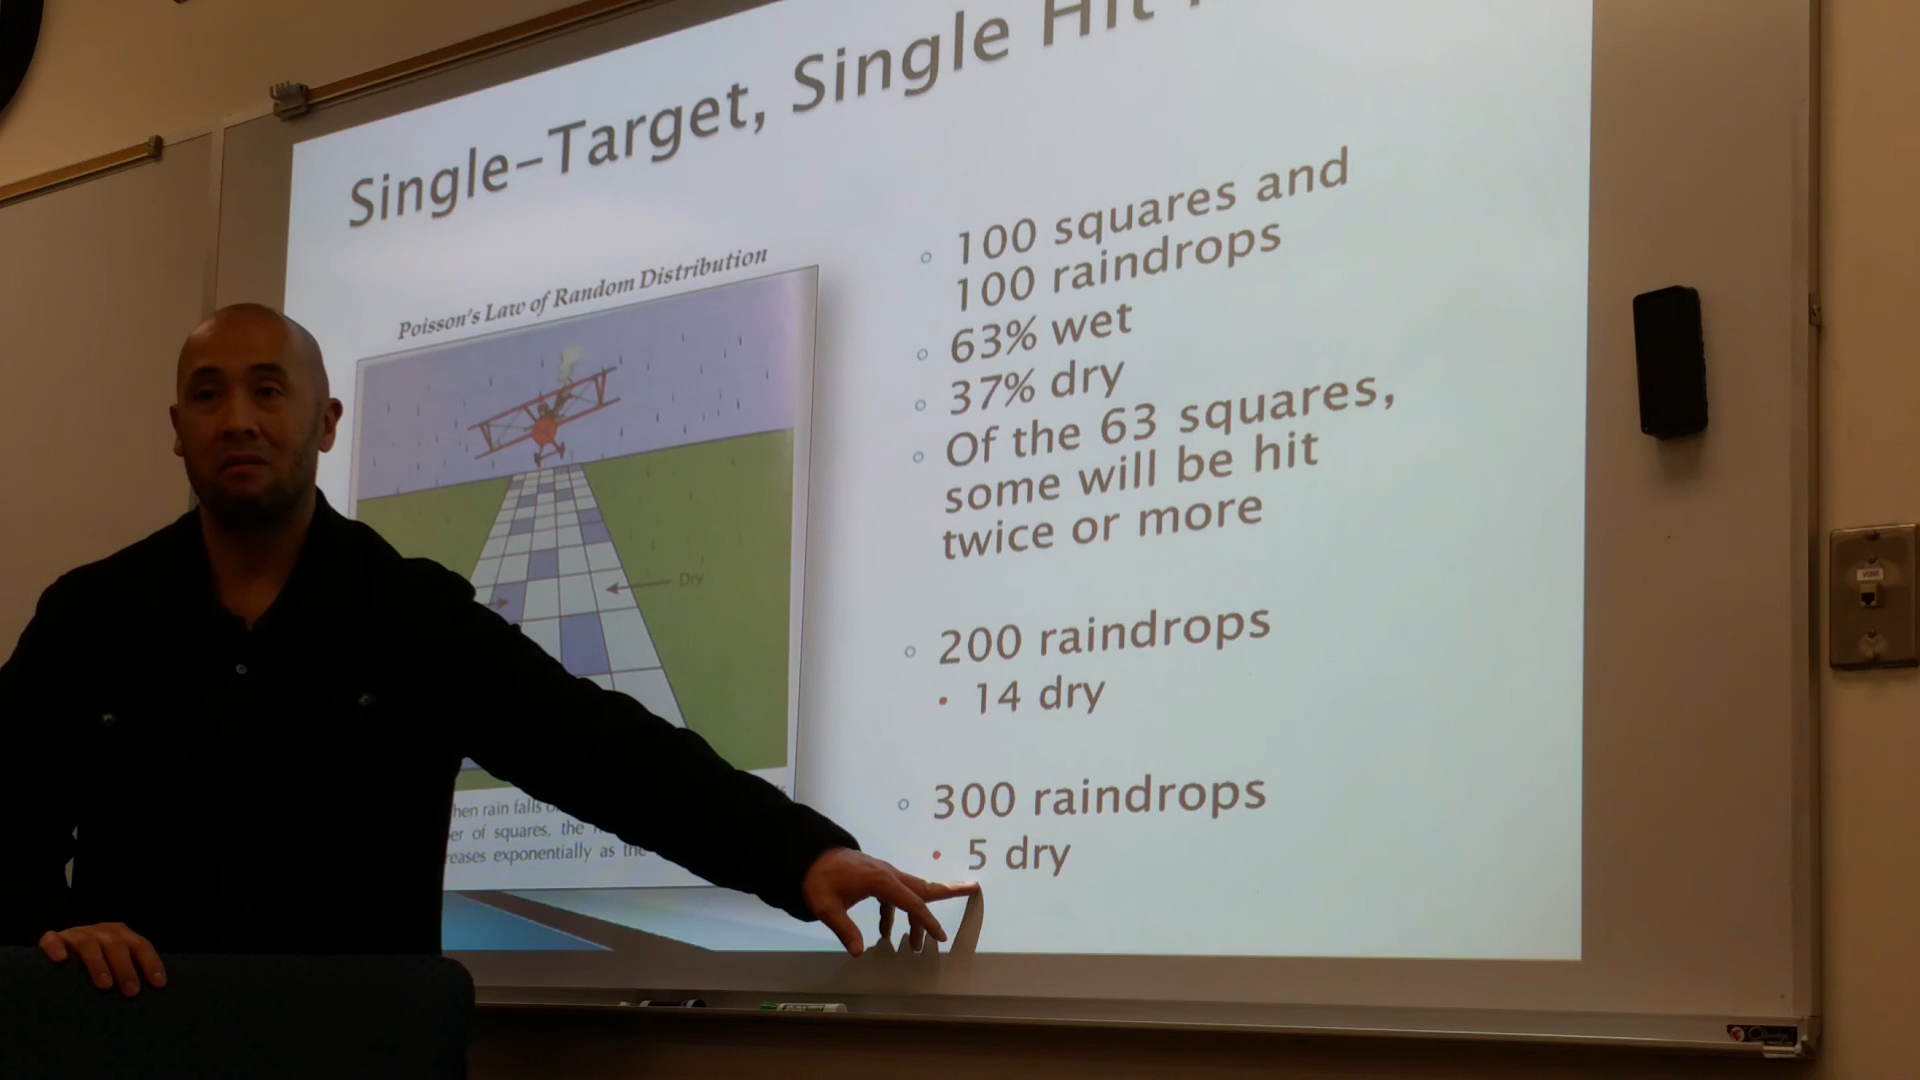 Single-Target, Single Hit
Poisson's Law of Random Distribution
Dry
hen rain falls
er of squares, the
reases exponentially as the
100 squares and
100 raindrops
63% wet
37% dry
Of the 63 squares,
some will be hit
twice or more
200 raindrops
14 dry
300 raindrops
5 dry